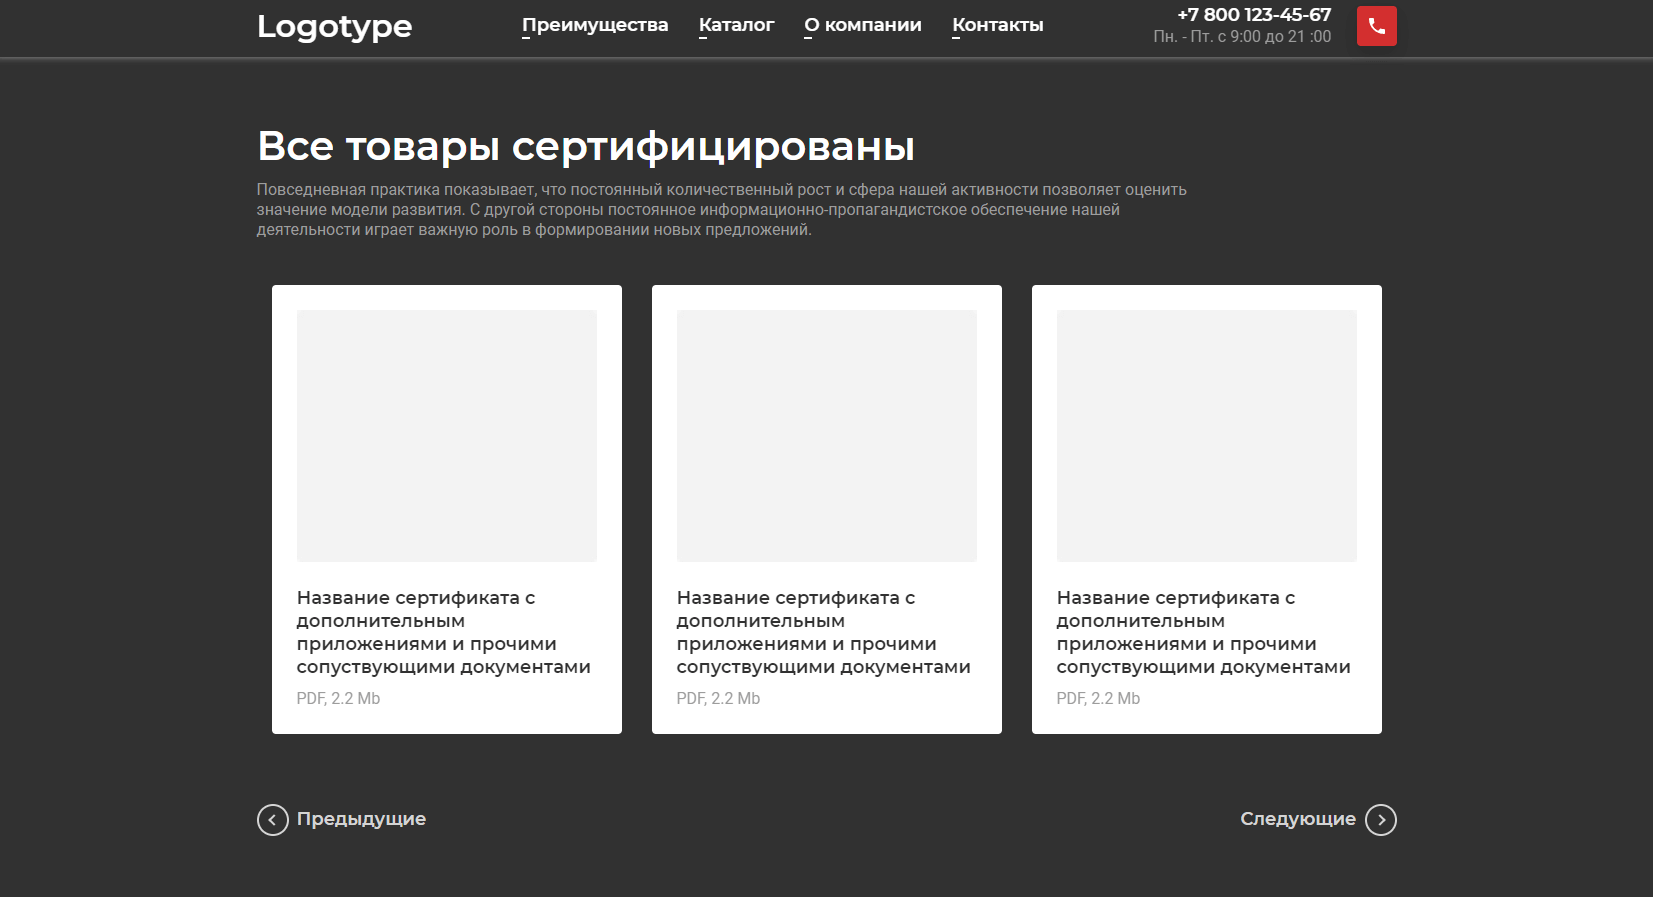 Logotype
Преимущества
Каталог
О компании
Контакты
+7 800 123-45-67
Пн. - Пт. с 9:00 до 21 :00
Все товары сертифицированы
Повседневная практика показывает, что постоянный количественный рост и сфера нашей активности позволяет оценить
значение модели развития. С другой стороны постоянное информационно-пропагандистское обеспечение нашей
деятельности играет важную роль в формировании новых предложений.
Название сертификата с
дополнительным
приложениями и прочими
сопуствующими документами
PDF, 2.2 Mb
Название сертификата с
дополнительным
приложениями и прочими
сопуствующими документами
PDF, 2.2 Mb
Название сертификата с
дополнительным
приложениями и прочими
сопуствующими документами
PDF, 2.2 Mb
Предыдущие
Следующие